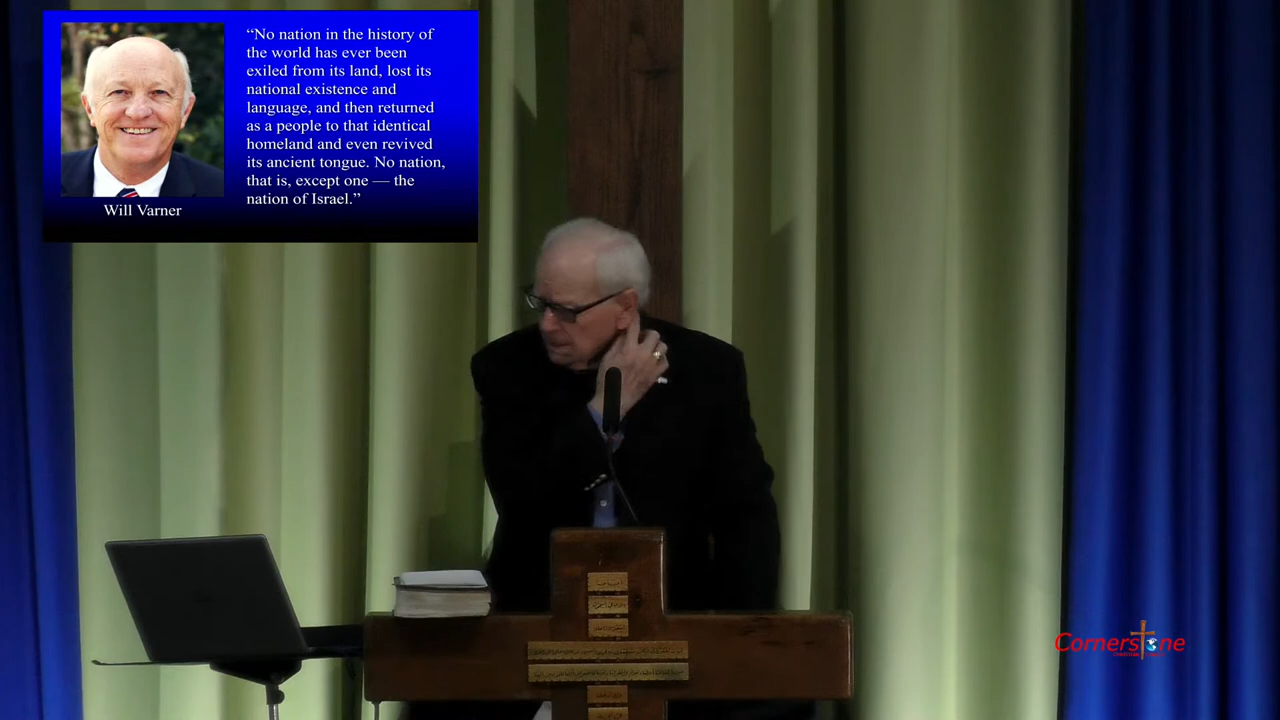 “No nation in the history of
the world has ever been
exiled from its land, lost its
national existence and
language, and then returned
as a people to that identical
homeland and even revived
its ancient tongue. No nation,
that is, except one — the
nation of Israel.”
Will Varner
Cornerstone